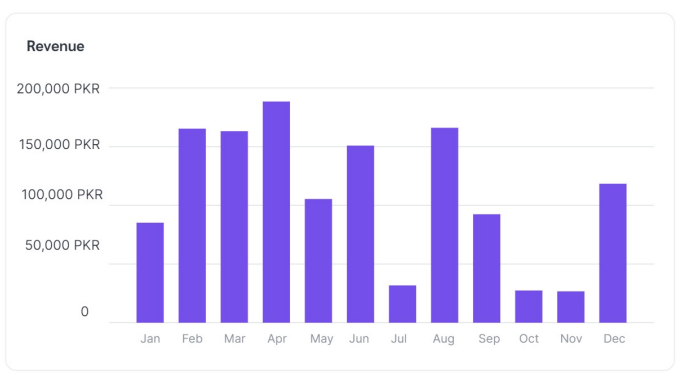 Revenue
200,000 PKR
150,000 PKR
100,000 PKR
50,000 PKR
0
Jan Feb Mar Apr May Jun Jul Aug Sep Oct Nov Dec